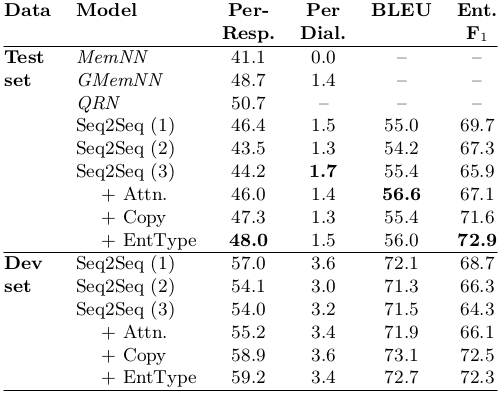 Data Model Per- Per BLEU Ent.
Resp. Dial. F1
Test MemNN 41.1 0.0 – –
set GMemNN 48.7 1.4 – –
QRN 50.7 – – –
Seq2Seq (1) 46.4 1.5 55.0 69.7
Seq2Seq (2) 43.5 1.3 54.2 67.3
Seq2Seq (3) 44.2 1.7 55.4 65.9
+ Attn. 46.0 1.4 56.6 67.1
+ Copy 47.3 1.3 55.4 71.6
+ EntType 48.0 1.5 56.0 72.9
Dev Seq2Seq (1) 57.0 3.6 72.1 68.7
set Seq2Seq (2) 54.1 3.0 71.3 66.3
Seq2Seq (3) 54.0 3.2 71.5 64.3
+ Attn. 55.2 3.4 71.9 66.1
+ Copy 58.9 3.6 73.1 72.5
+ EntType 59.2 3.4 72.7 72.3